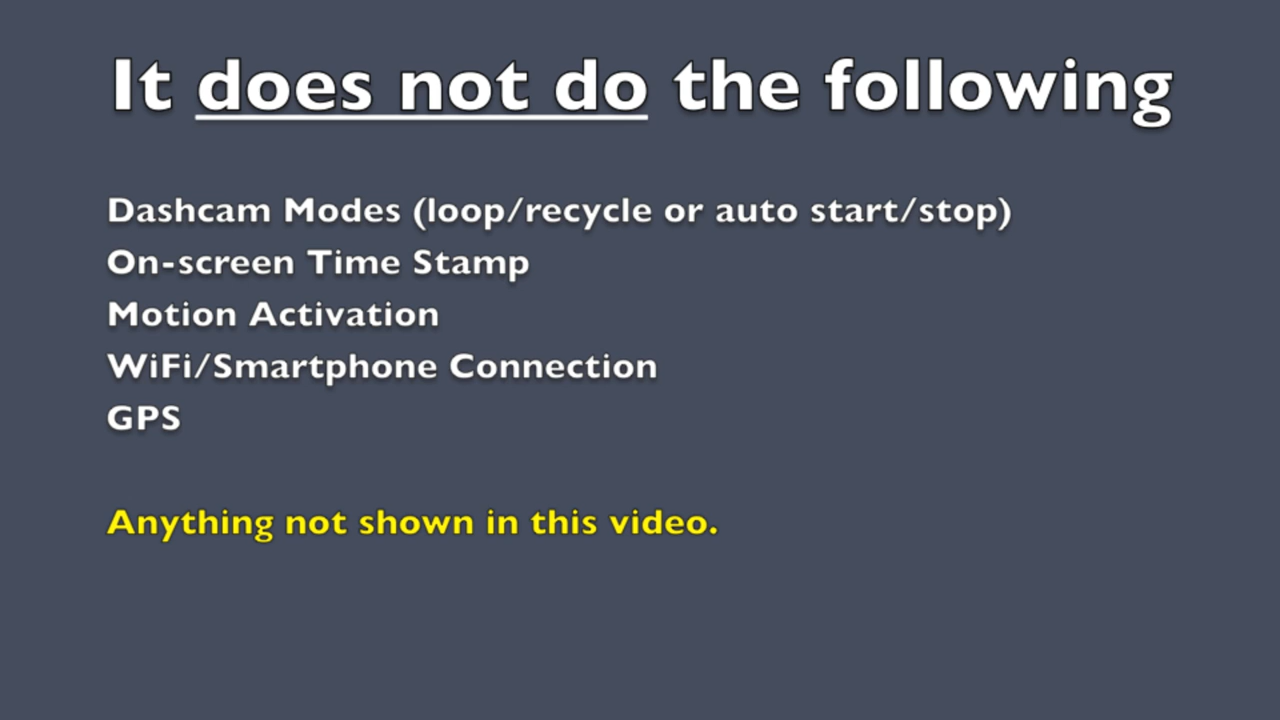 It does not do the following
Dashcam Modes (loop/recycle or auto start/stop)
On-screen Time Stamp
Motion Activation
WiFi/Smartphone Connection
GPS
Anything not shown in this video.